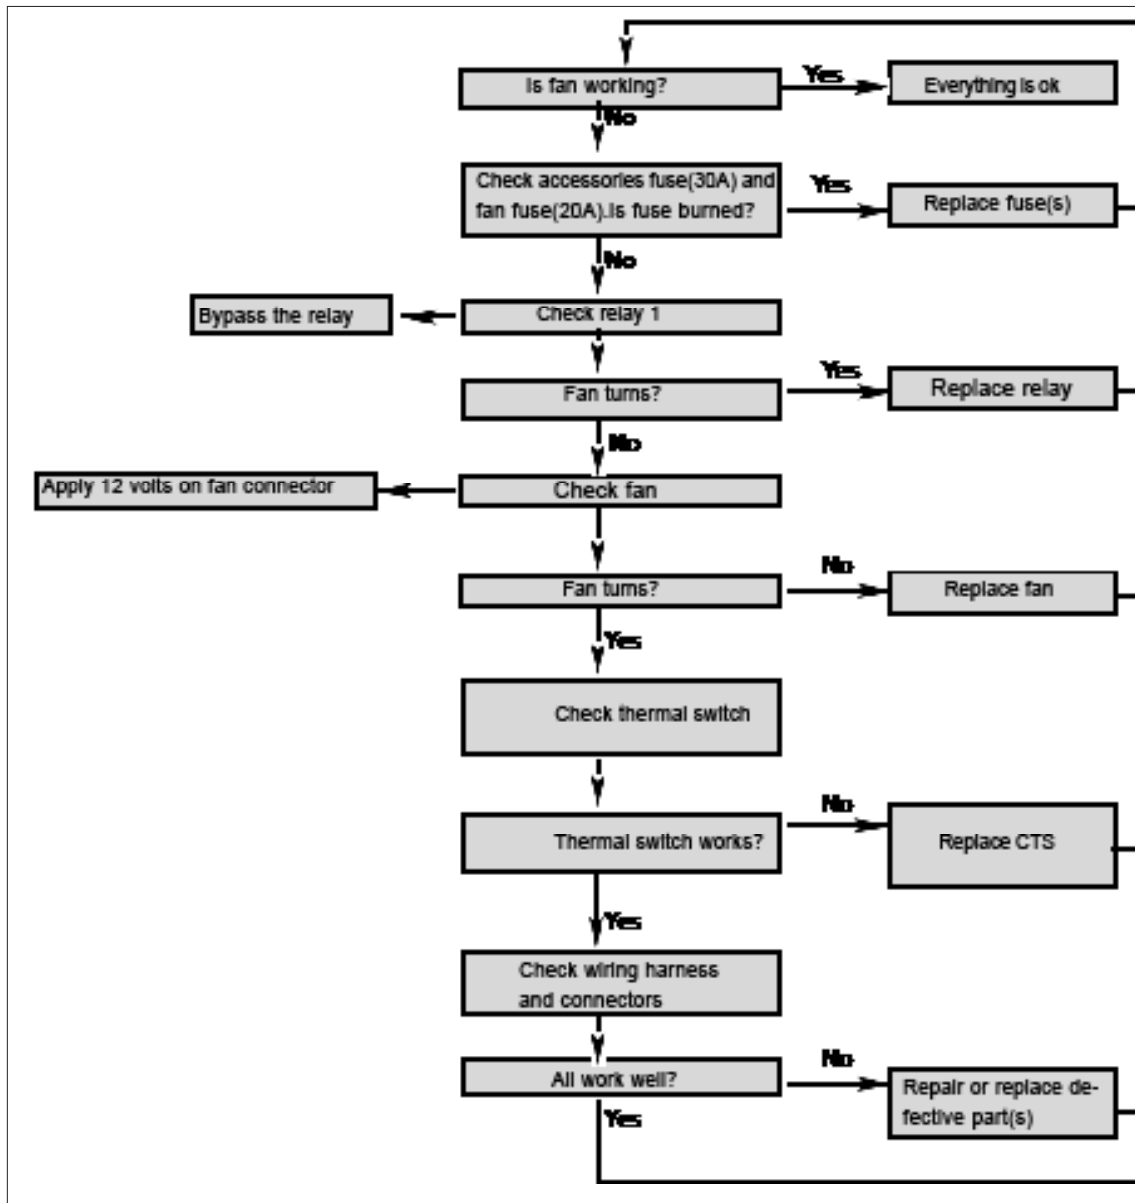 Is fan working?
Yes
Everything is ok
No
Check accessories fuse(30A) and
fan fuse(20A).Is fuse burned?
Yes
Replace fuse(s)
No
Bypass the relay
Check relay 1
Fan turns?
Yes
Replace relay
No
Apply 12 volts on fan connector
Check fan
Fan turns?
No
Replace fan
Yes
Check thermal switch
Thermal switch works?
No
Replace CTS
Yes
Check wiring harness
and connectors
All work well?
No
Repair or replace de-
fective part(s)
Yes